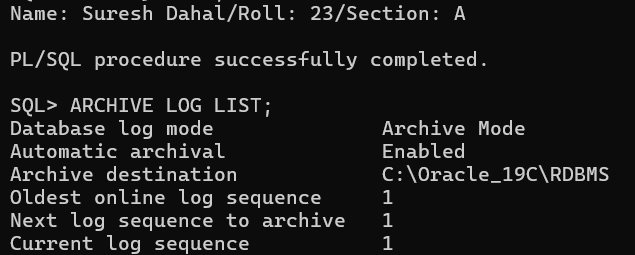 Name: Suresh Dahal/Roll: 23/Section: A
PL/SQL procedure successfully completed.
SQL> ARCHIVE LOG LIST;
Database log mode Archive Mode
Automatic archival Enabled
Archive destination C:\Oracle_19C\RDBMS
Oldest online log sequence 1
Next log sequence to archive 1
Current log sequence 1